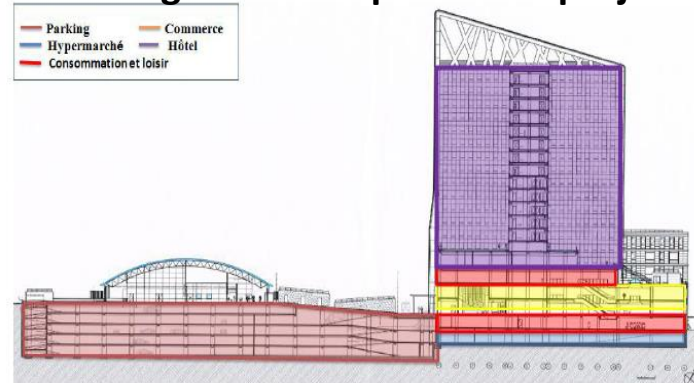 Parking Commerce
Hypermarché Hôtel
Consommation et loisir